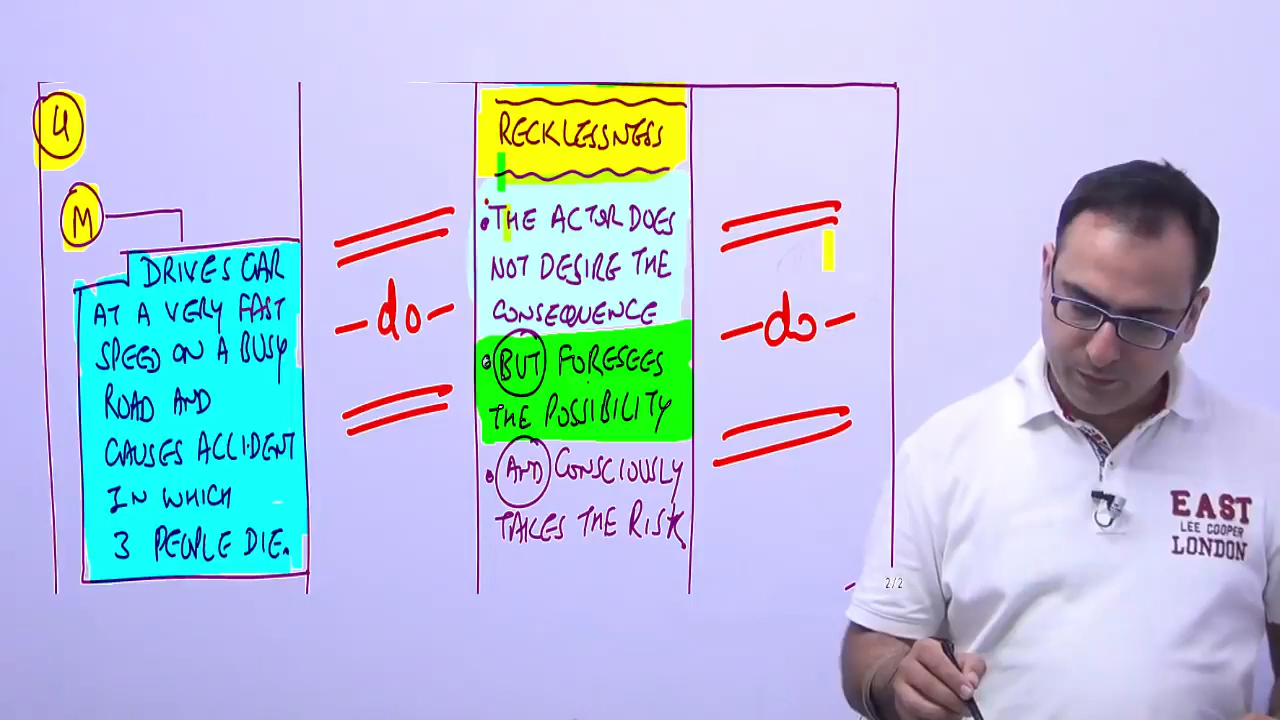 4
M
DRIVES CAR
AT A VERY FAST
SPEED ON A BUSY
ROAD AND
CAUSES ACCIDENT
IN WHICH
3 PEOPLE DIE.
-do-
RECKLESSNESS
• THE ACTOR DOES
NOT DESIRE THE
CONSEQUENCE
• BUT FORESEES
THE POSSIBILITY
• AND CONSCIOUSLY
TAKES THE RISK
-do-
2/2
EAST
LEE COOPER
LONDON